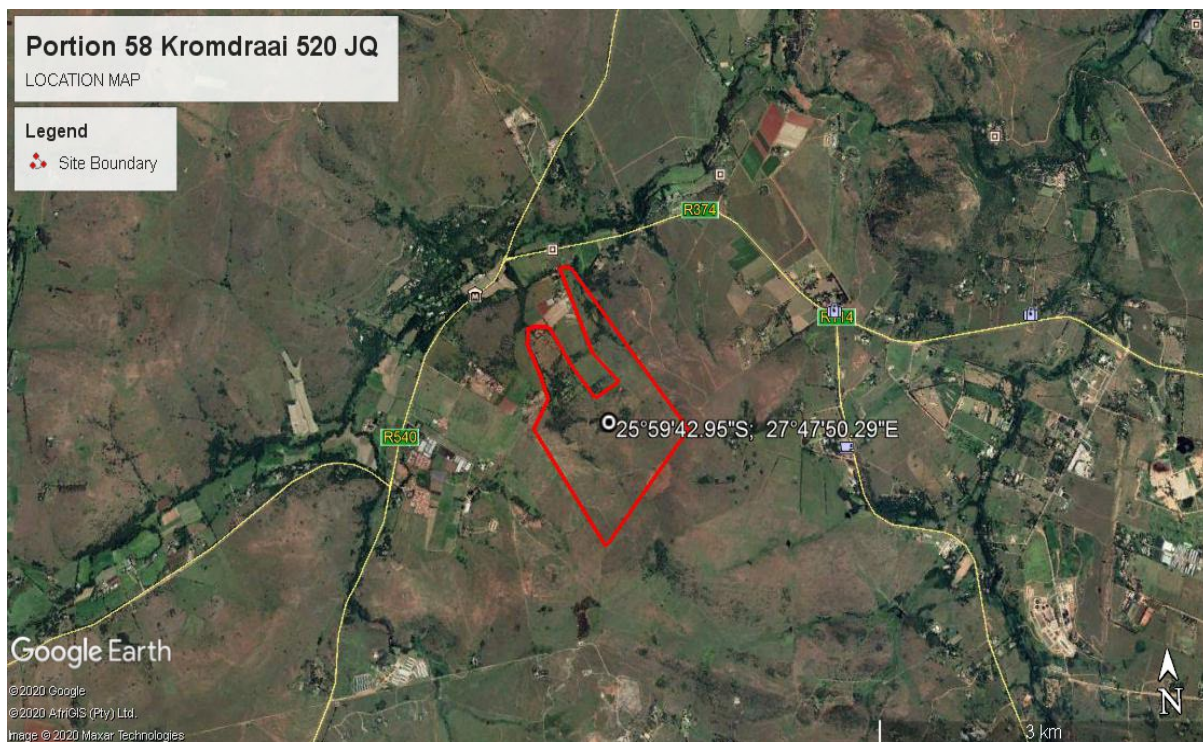 Portion 58 Kromdraai 520 JQ
LOCATION MAP
Legend
Site Boundary
R374
R114
R540
25°59'42.95"S; 27°47'50.29"E
Google Earth
©2020 Google
©2020 AfriGIS (Pty) Ltd.
Image © 2020 Maxar Technologies
N
3 km